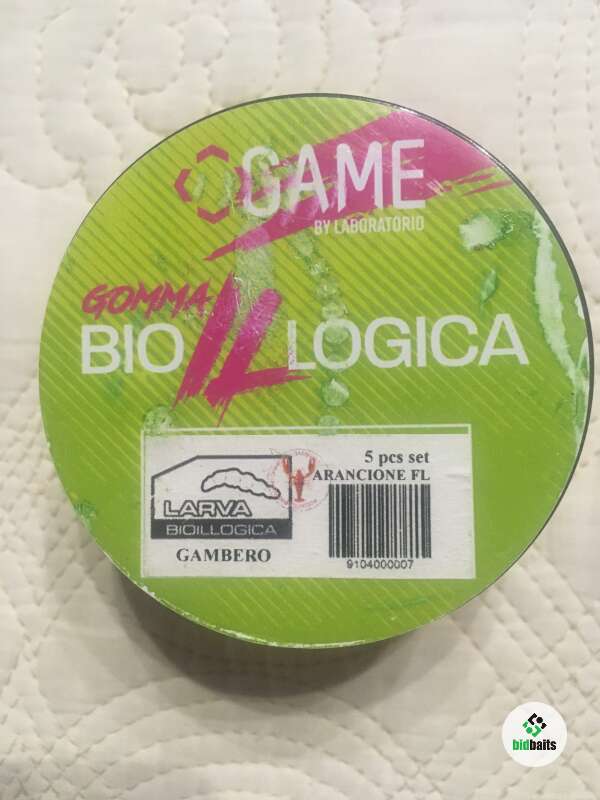 GAME
BY LABORATORIO
GOMMA
BIO IL LOGICA
5 pcs set
ARANCIONE FL
LARVA
BIOILLOGICA
GAMBERO
9104000007
bidbaits